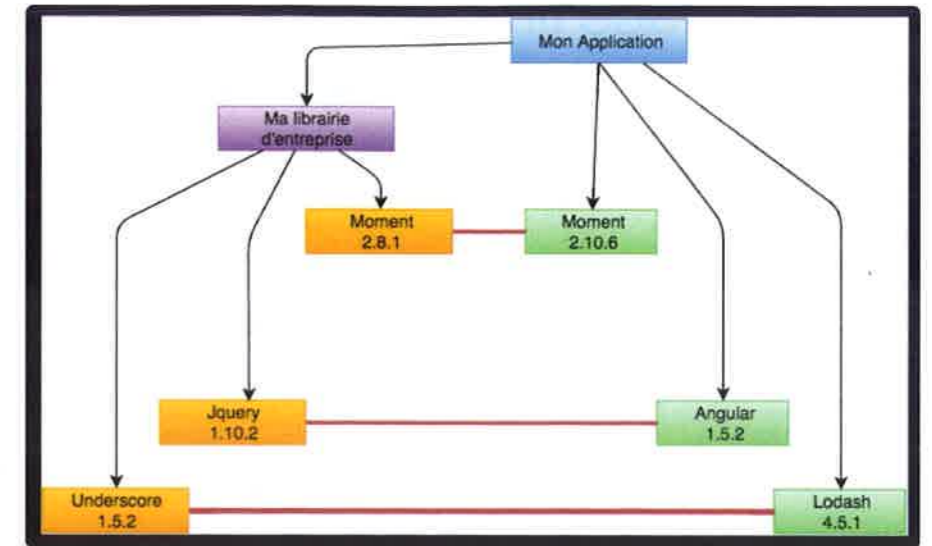 Mon Application
Ma librairie
d'entreprise
Moment
2.8.1
Moment
2.10.6
Jquery
1.10.2
Angular
1.5.2
Underscore
1.5.2
Lodash
4.5.1